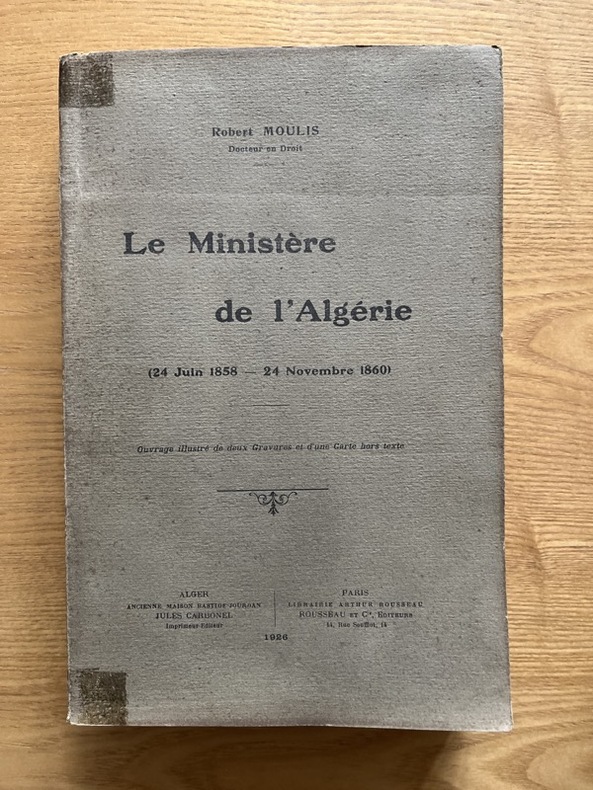 Robert MOULIS
Docteur en Droit
Le Ministère
de l'Algérie
(24 Juin 1858 — 24 Novembre 1860)
Ouvrage illustré de deux Gravures et d'une Carte hors texte
ALGER
ANCIENNE MAISON BASTIDE-JOURDAN
JULES CARBONEL
Imprimeur-Editeur
PARIS
LIBRAIRIE ARTHUR ROUSSEAU
ROUSSEAU ET Cie, EDITEURS
14, Rue Soufflot, 14
1926